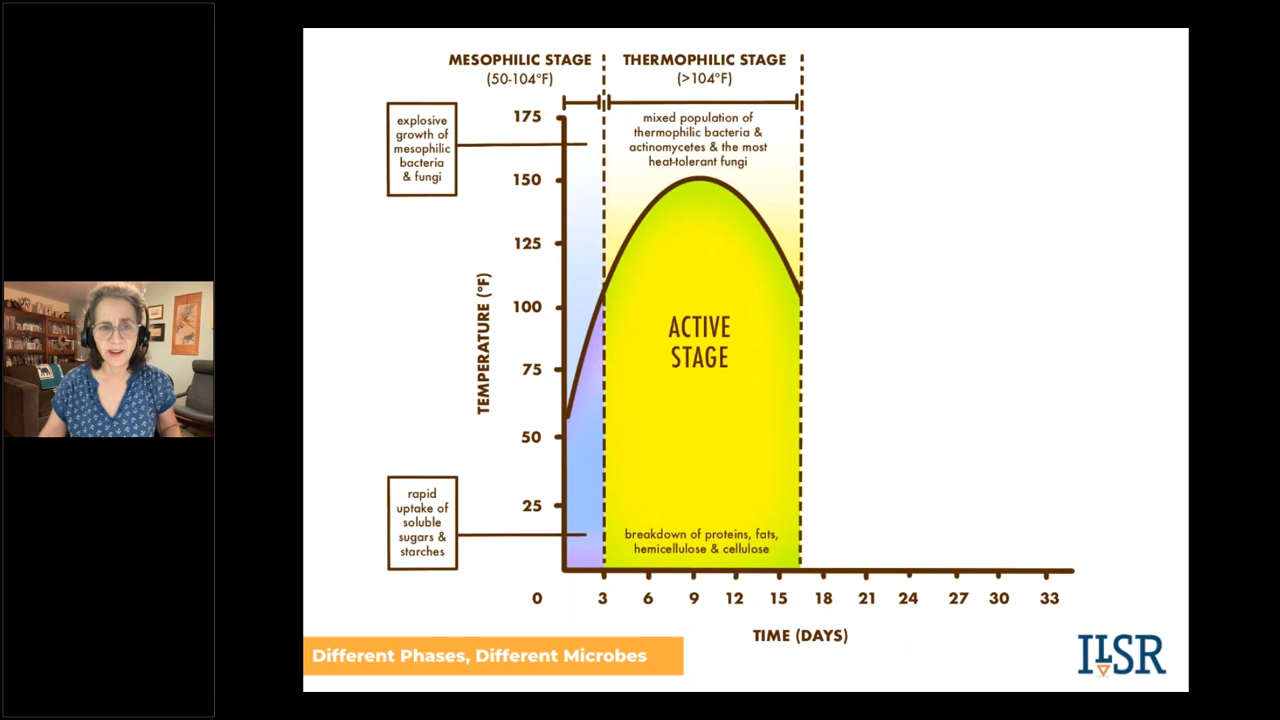 MESOPHILIC STAGE
(50-104°F)
THERMOPHILIC STAGE
(>104°F)
explosive
growth of
mesophilic
bacteria
& fungi
mixed population of
thermophilic bacteria &
actinomycetes & the most
heat-tolerant fungi
175
150
125
100
75
50
25
TEMPERATURE (°F)
ACTIVE
STAGE
rapid
uptake of
soluble
sugars &
starches
breakdown of proteins, fats,
hemicellulose & cellulose
0 3 6 9 12 15 18 21 24 27 30 33
TIME (DAYS)
Different Phases, Different Microbes
ILSR